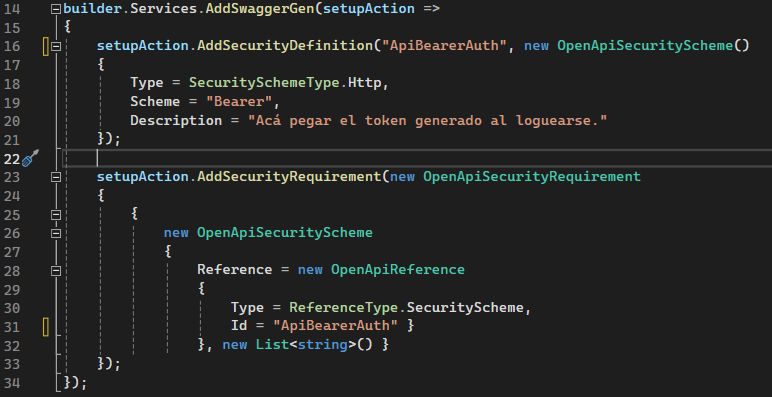 14 builder.Services.AddSwaggerGen(setupAction =>
15 {
16 setupAction.AddSecurityDefinition("ApiBearerAuth", new OpenApiSecurityScheme()
17 {
18 Type = SecuritySchemeType.Http,
19 Scheme = "Bearer",
20 Description = "Acá pegar el token generado al loguearse."
21 });
22
23 setupAction.AddSecurityRequirement(new OpenApiSecurityRequirement
24 {
25 {
26 new OpenApiSecurityScheme
27 {
28 Reference = new OpenApiReference
29 {
30 Type = ReferenceType.SecurityScheme,
31 Id = "ApiBearerAuth" }
32 }, new List<string>() }
33 });
34 });